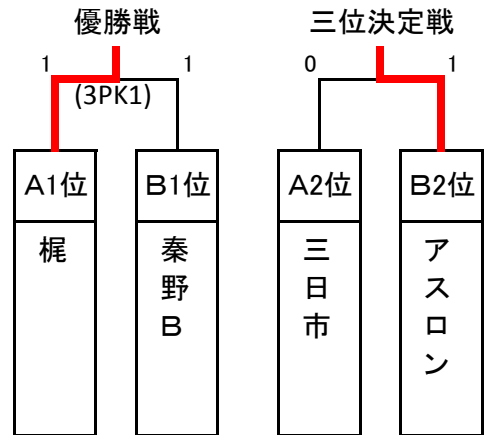 優勝戦 三位決定戦
1 1 0 1
(3PK1)
A1位 B1位 A2位 B2位
梶
秦野B
三日市
アスロン